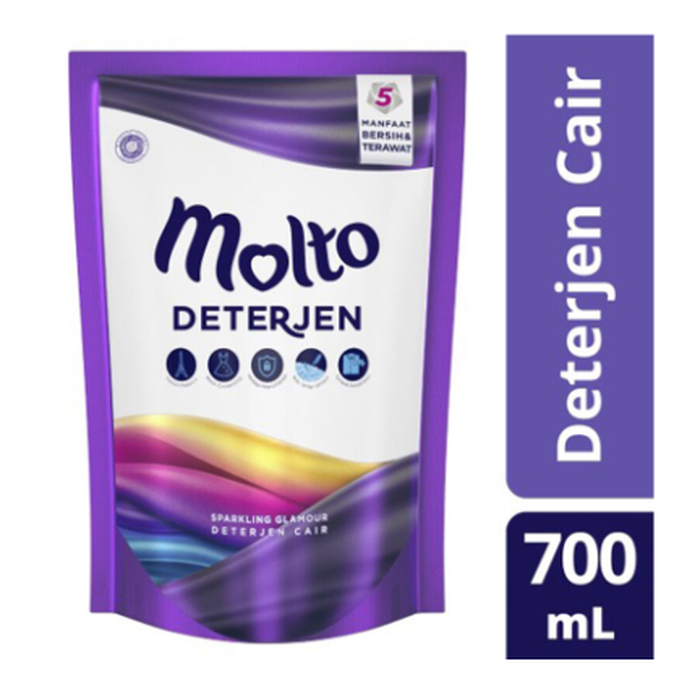 5
MANFAAT
BERSIH&
TERAWAT
Molto
DETERJEN
SPARKLING GLAMOUR
DETERJEN CAIR
Deterjen Cair
700
mL